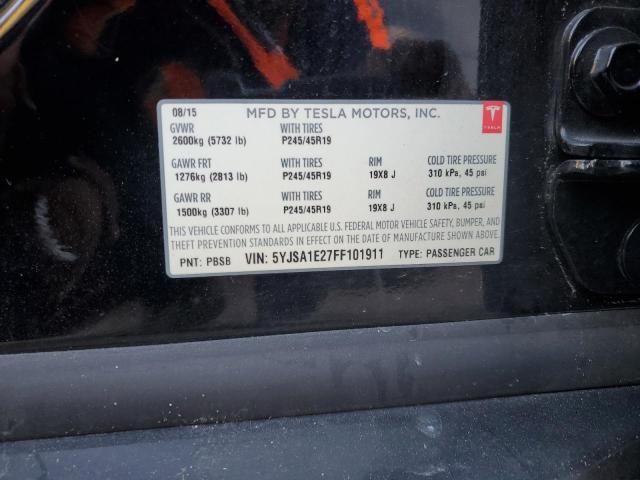 08/15 MFD BY TESLA MOTORS, INC.
GVWR WITH TIRES
2600kg (5732 lb) P245/45R19
GAWR FRT WITH TIRES RIM COLD TIRE PRESSURE
1276kg (2813 lb) P245/45R19 19X8 J 310 kPa, 45 psi
GAWR RR WITH TIRES RIM COLD TIRE PRESSURE
1500kg (3307 lb) P245/45R19 19X8 J 310 kPa, 45 psi
THIS VEHICLE CONFORMS TO ALL APPLICABLE U.S. FEDERAL MOTOR VEHICLE SAFETY, BUMPER, AND
THEFT PREVENTION STANDARDS IN EFFECT ON THE DATE OF MANUFACTURE SHOWN ABOVE.
PNT: PBSB VIN: 5YJSA1E27FF101911 TYPE: PASSENGER CAR
TESLA